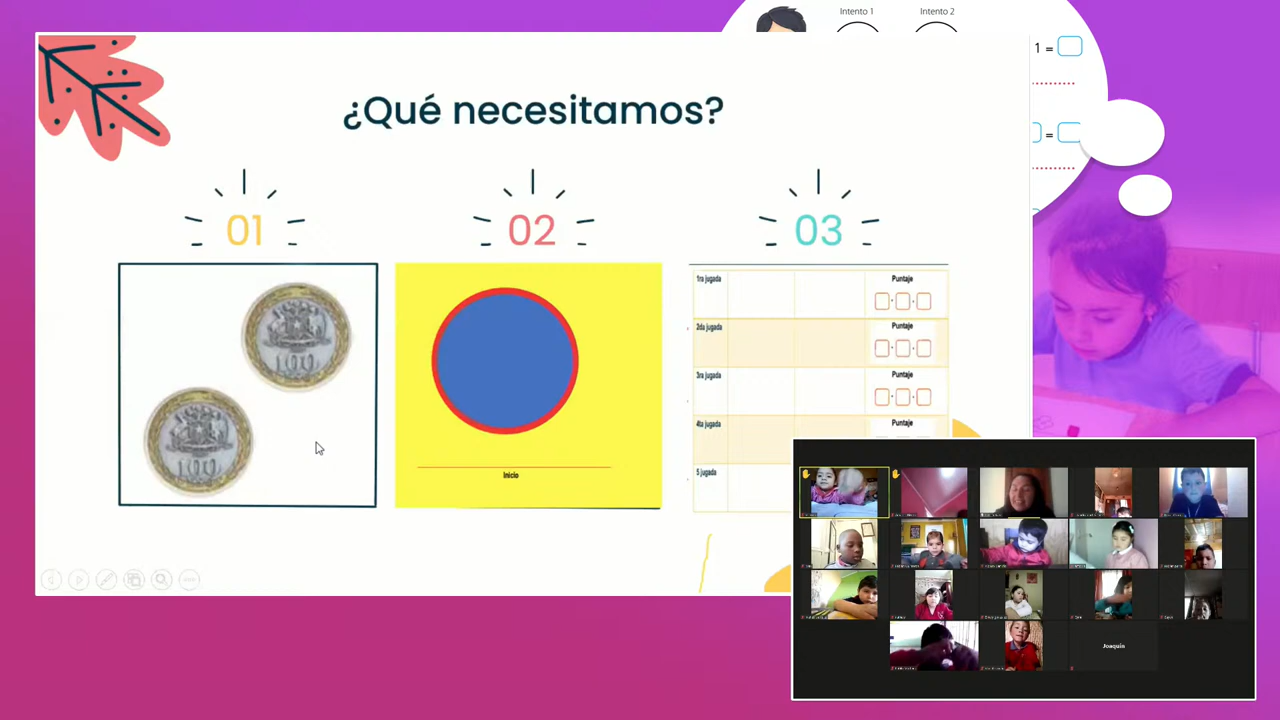 Intento 1
Intento 2
1 =
=
¿Qué necesitamos?
01
02
03
100
100
Inicio
1ra jugada
Puntaje
2da jugada
Puntaje
3ra jugada
Puntaje
4ta jugada
Puntaje
5 jugada
Joaquín